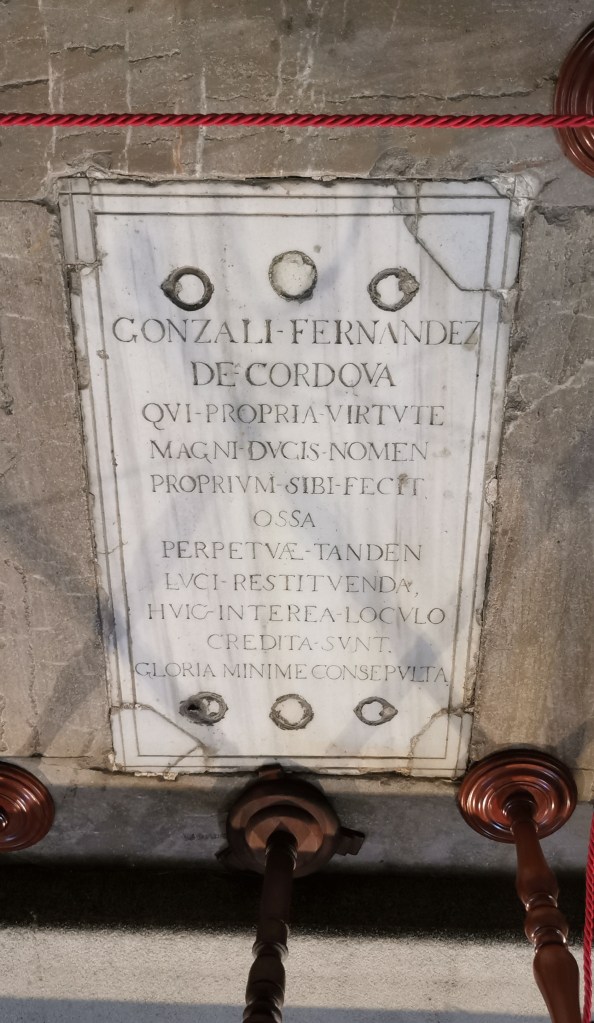 GONZALI-FERNANDEZ
DE-CORDOVA
QVI-PROPRIA-VIRTVTE
MAGNI-DVCIS-NOMEN
PROPRIVM-SIBI-FECIT
OSSA
PERPETVÆ-TANDEN
LVCI-RESTITVENDA,
HVIC-INTEREA-LOCVLO
CREDITA-SVNT.
GLORIA MINIME CONSEPVLTA